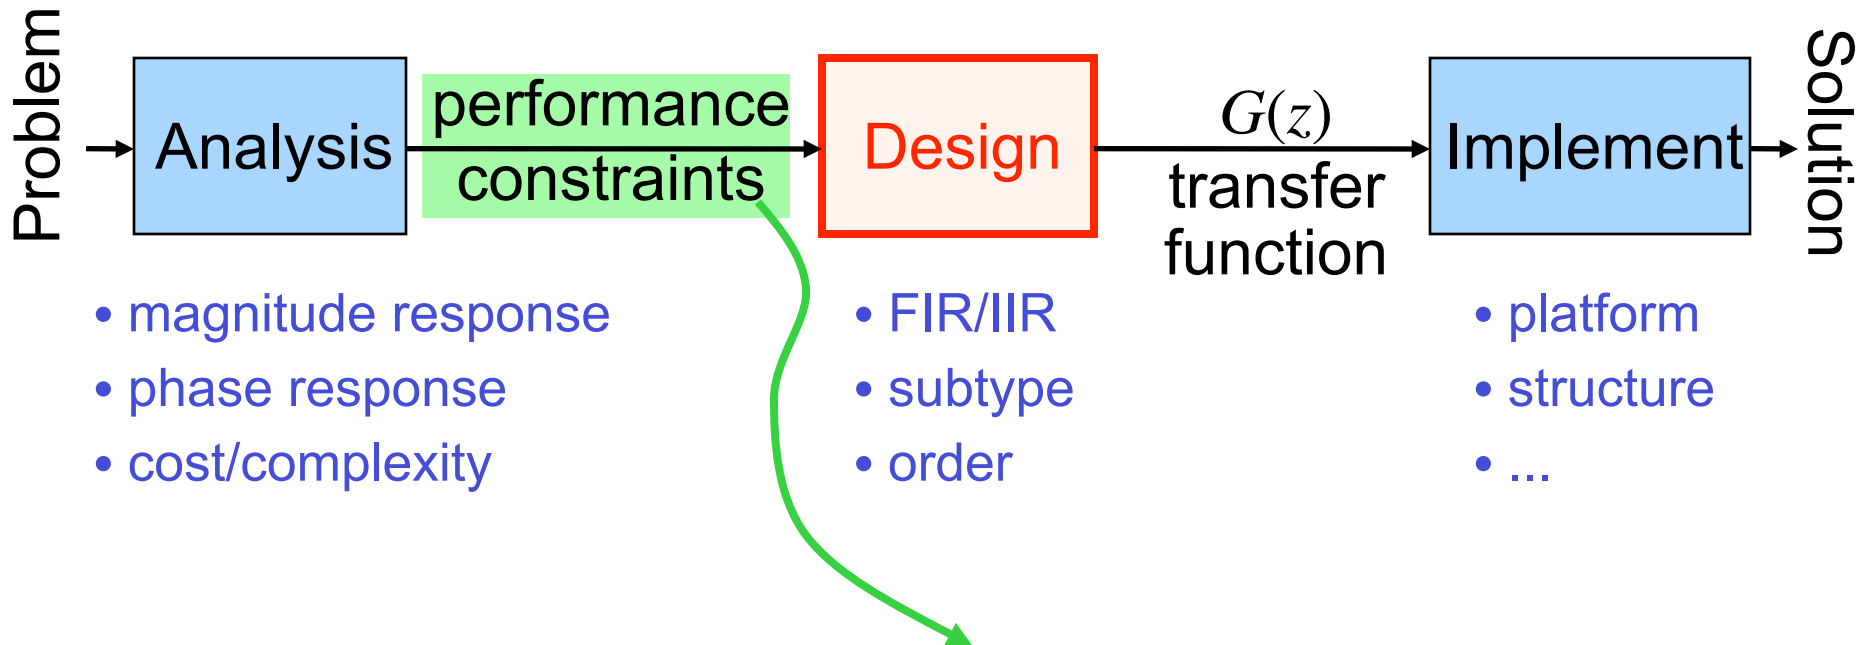 Problem
Analysis
performance
constraints
Design
G(z)
transfer
function
Implement
Solution
• magnitude response
• phase response
• cost/complexity
• FIR/IIR
• subtype
• order
• platform
• structure
• ...